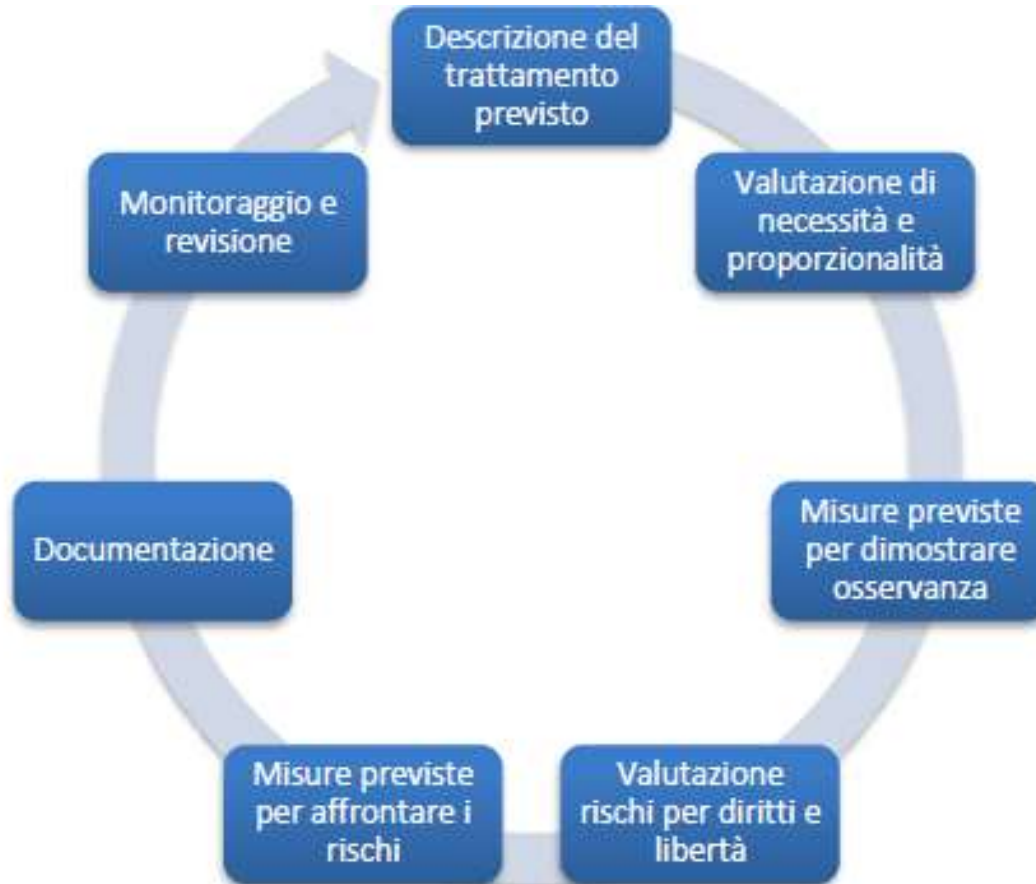 Descrizione del
trattamento
previsto
Valutazione di
necessità e
proporzionalità
Misure previste
per dimostrare
osservanza
Valutazione
rischi per diritti e
libertà
Misure previste
per affrontare i
rischi
Documentazione
Monitoraggio e
revisione